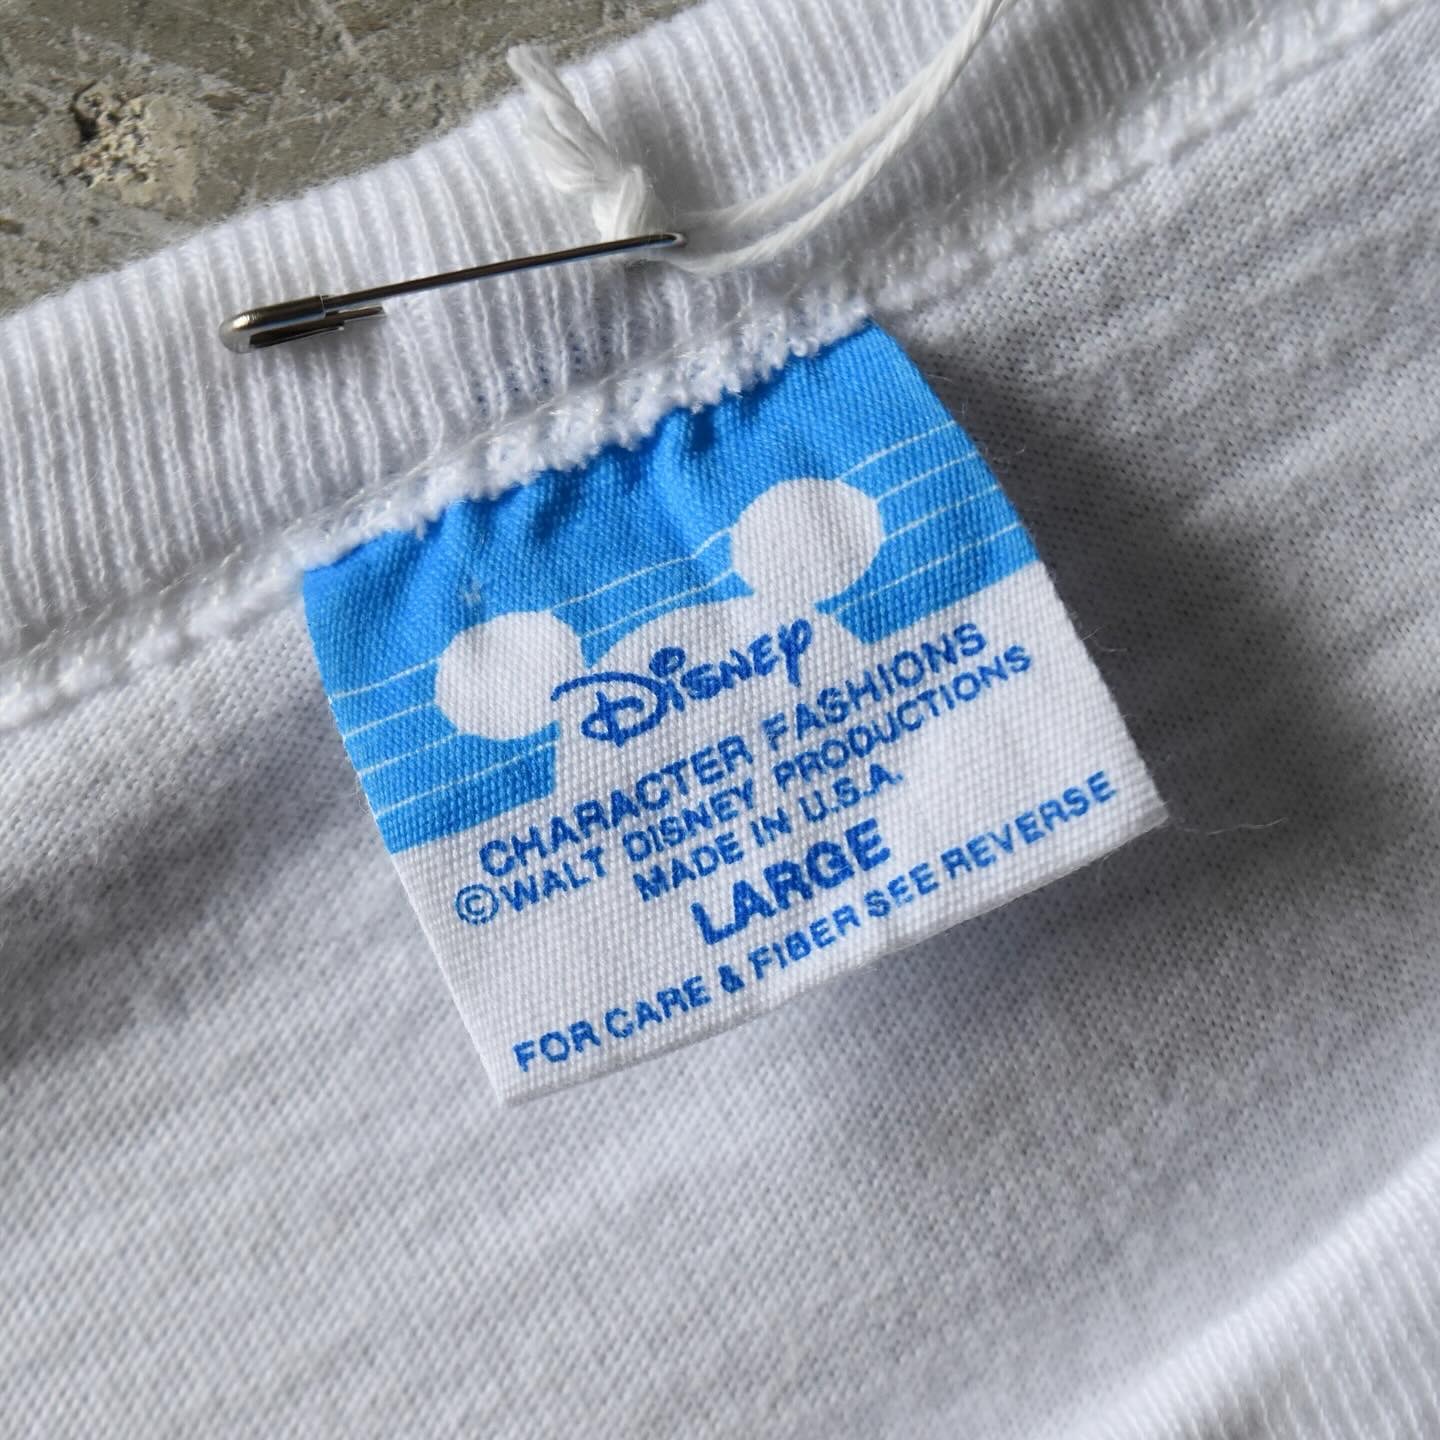 Disney
CHARACTER FASHIONS
©WALT DISNEY PRODUCTIONS
MADE IN U.S.A.
LARGE
FOR CARE & FIBER SEE REVERSE